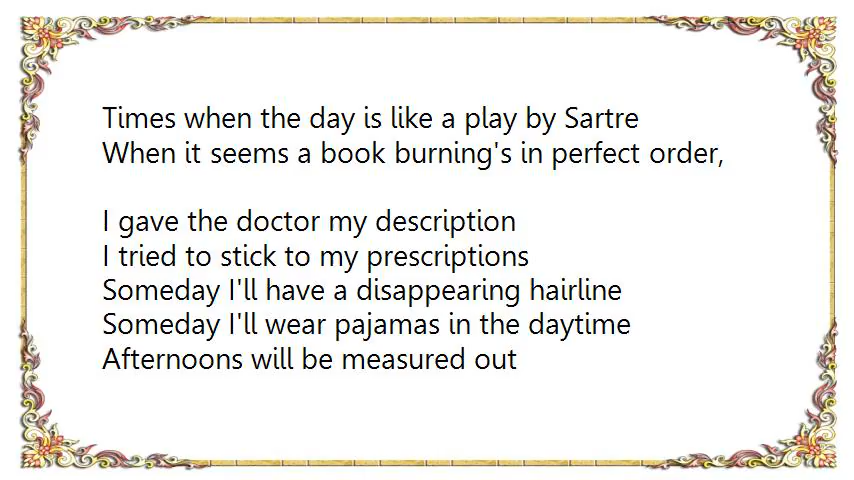 Times when the day is like a play by Sartre
When it seems a book burning's in perfect order,
I gave the doctor my description
I tried to stick to my prescriptions
Someday I'll have a disappearing hairline
Someday I'll wear pajamas in the daytime
Afternoons will be measured out